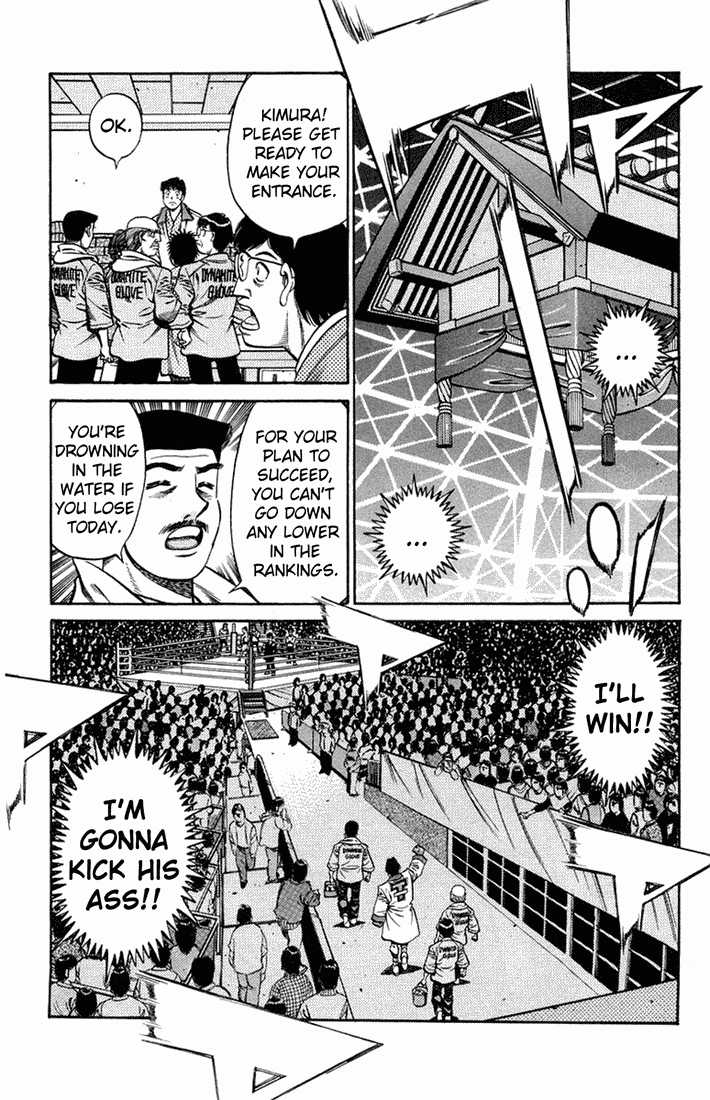 ...
...
KIMURA!
PLEASE GET
READY TO
MAKE YOUR
ENTRANCE.
OK.
DYNAMITE
GLOVE
DYNAMITE
GLOVE
DYNAMITE
GLOVE
FOR YOUR
PLAN TO
SUCCEED,
YOU CAN'T
GO DOWN
ANY LOWER
IN THE
RANKINGS.
YOU'RE
DROWNING
IN THE
WATER IF
YOU LOSE
TODAY.
I'LL
WIN!!
I'M
GONNA
KICK HIS
ASS!!
DYNAMITE
GLOVE